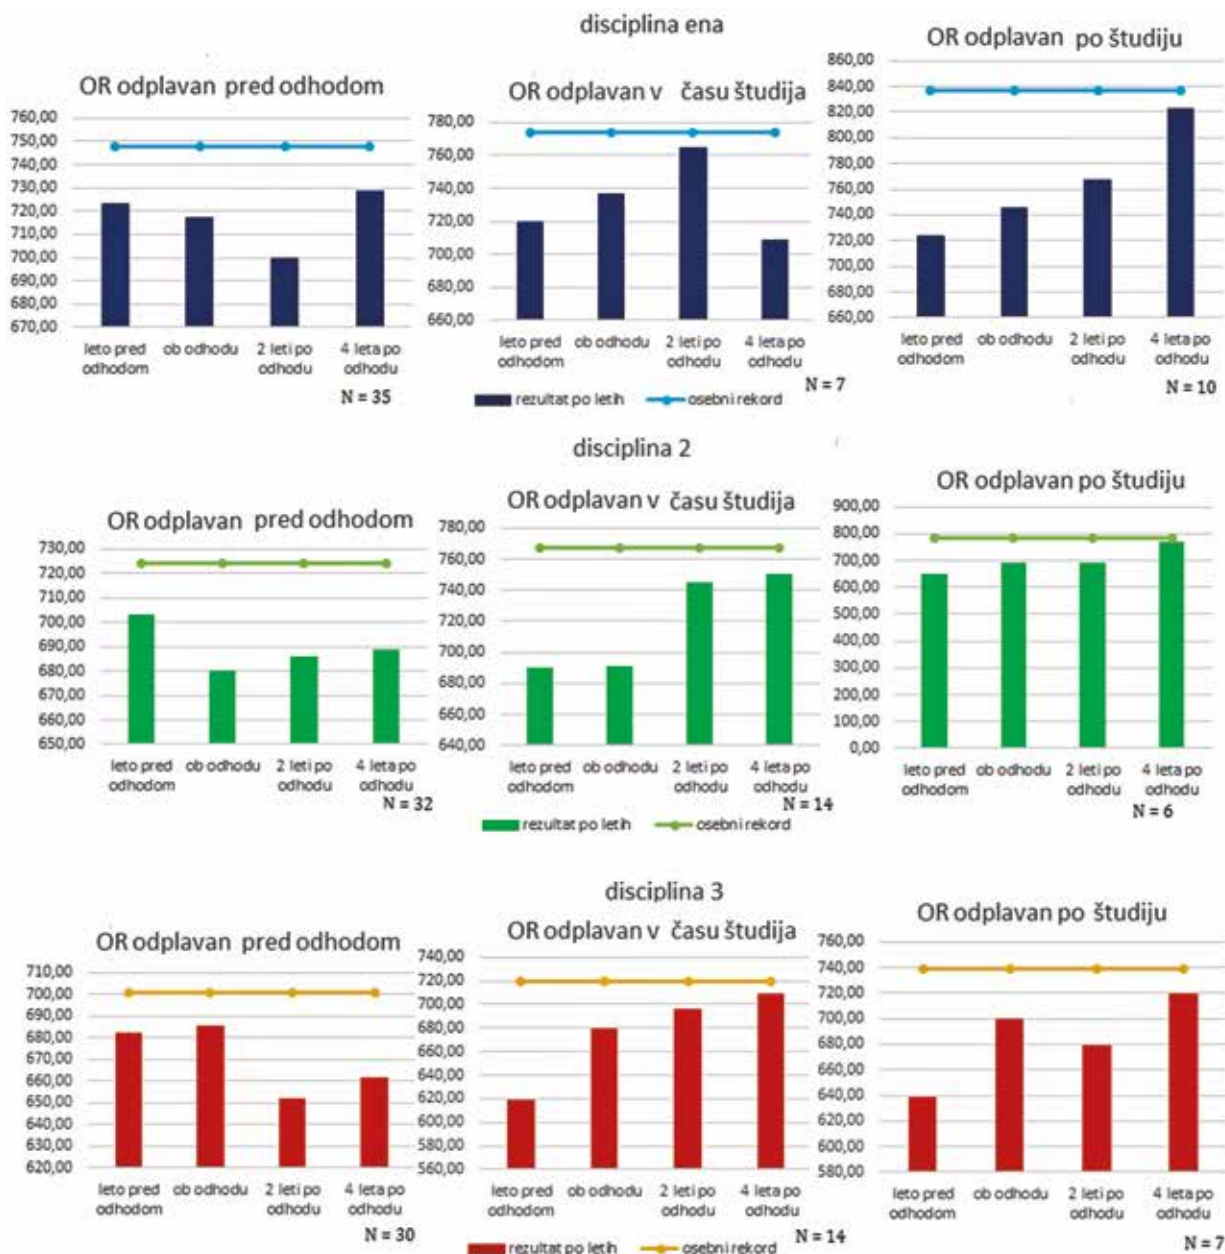 disciplina ena
OR odplavan pred odhodom
760,00
750,00
740,00
730,00
720,00
710,00
700,00
690,00
680,00
670,00
leto pred odhodom
ob odhodu
2 leti po odhodu
4 leta po odhodu
N = 35
OR odplavan v času študija
780,00
760,00
740,00
720,00
700,00
680,00
660,00
leto pred odhodom
ob odhodu
2 leti po odhodu
4 leta po odhodu
N = 7
rezultat po letih
osebni rekord
OR odplavan po študiju
860,00
840,00
820,00
800,00
780,00
760,00
740,00
720,00
700,00
680,00
660,00
leto pred odhodom
ob odhodu
2 leti po odhodu
4 leta po odhodu
N = 10
disciplina 2
OR odplavan pred odhodom
730,00
720,00
710,00
700,00
690,00
680,00
670,00
660,00
650,00
leto pred odhodom
ob odhodu
2 leti po odhodu
4 leta po odhodu
N = 32
OR odplavan v času študija
780,00
760,00
740,00
720,00
700,00
680,00
660,00
640,00
leto pred odhodom
ob odhodu
2 leti po odhodu
4 leta po odhodu
N = 14
rezultat po letih
osebni rekord
OR odplavan po študiju
900,00
800,00
700,00
600,00
500,00
400,00
300,00
200,00
100,00
0,00
leto pred odhodom
ob odhodu
2 leti po odhodu
4 leta po odhodu
N = 6
disciplina 3
OR odplavan pred odhodom
710,00
700,00
690,00
680,00
670,00
660,00
650,00
640,00
630,00
620,00
leto pred odhodom
ob odhodu
2 leti po odhodu
4 leta po odhodu
N = 30
OR odplavan v času študija
740,00
720,00
700,00
680,00
660,00
640,00
620,00
600,00
580,00
560,00
leto pred odhodom
ob odhodu
2 leti po odhodu
4 leta po odhodu
N = 14
rezultat po letih
osebni rekord
OR odplavan po študiju
760,00
740,00
720,00
700,00
680,00
660,00
640,00
620,00
600,00
580,00
leto pred odhodom
ob odhodu
2 leti po odhodu
4 leta po odhodu
N = 7